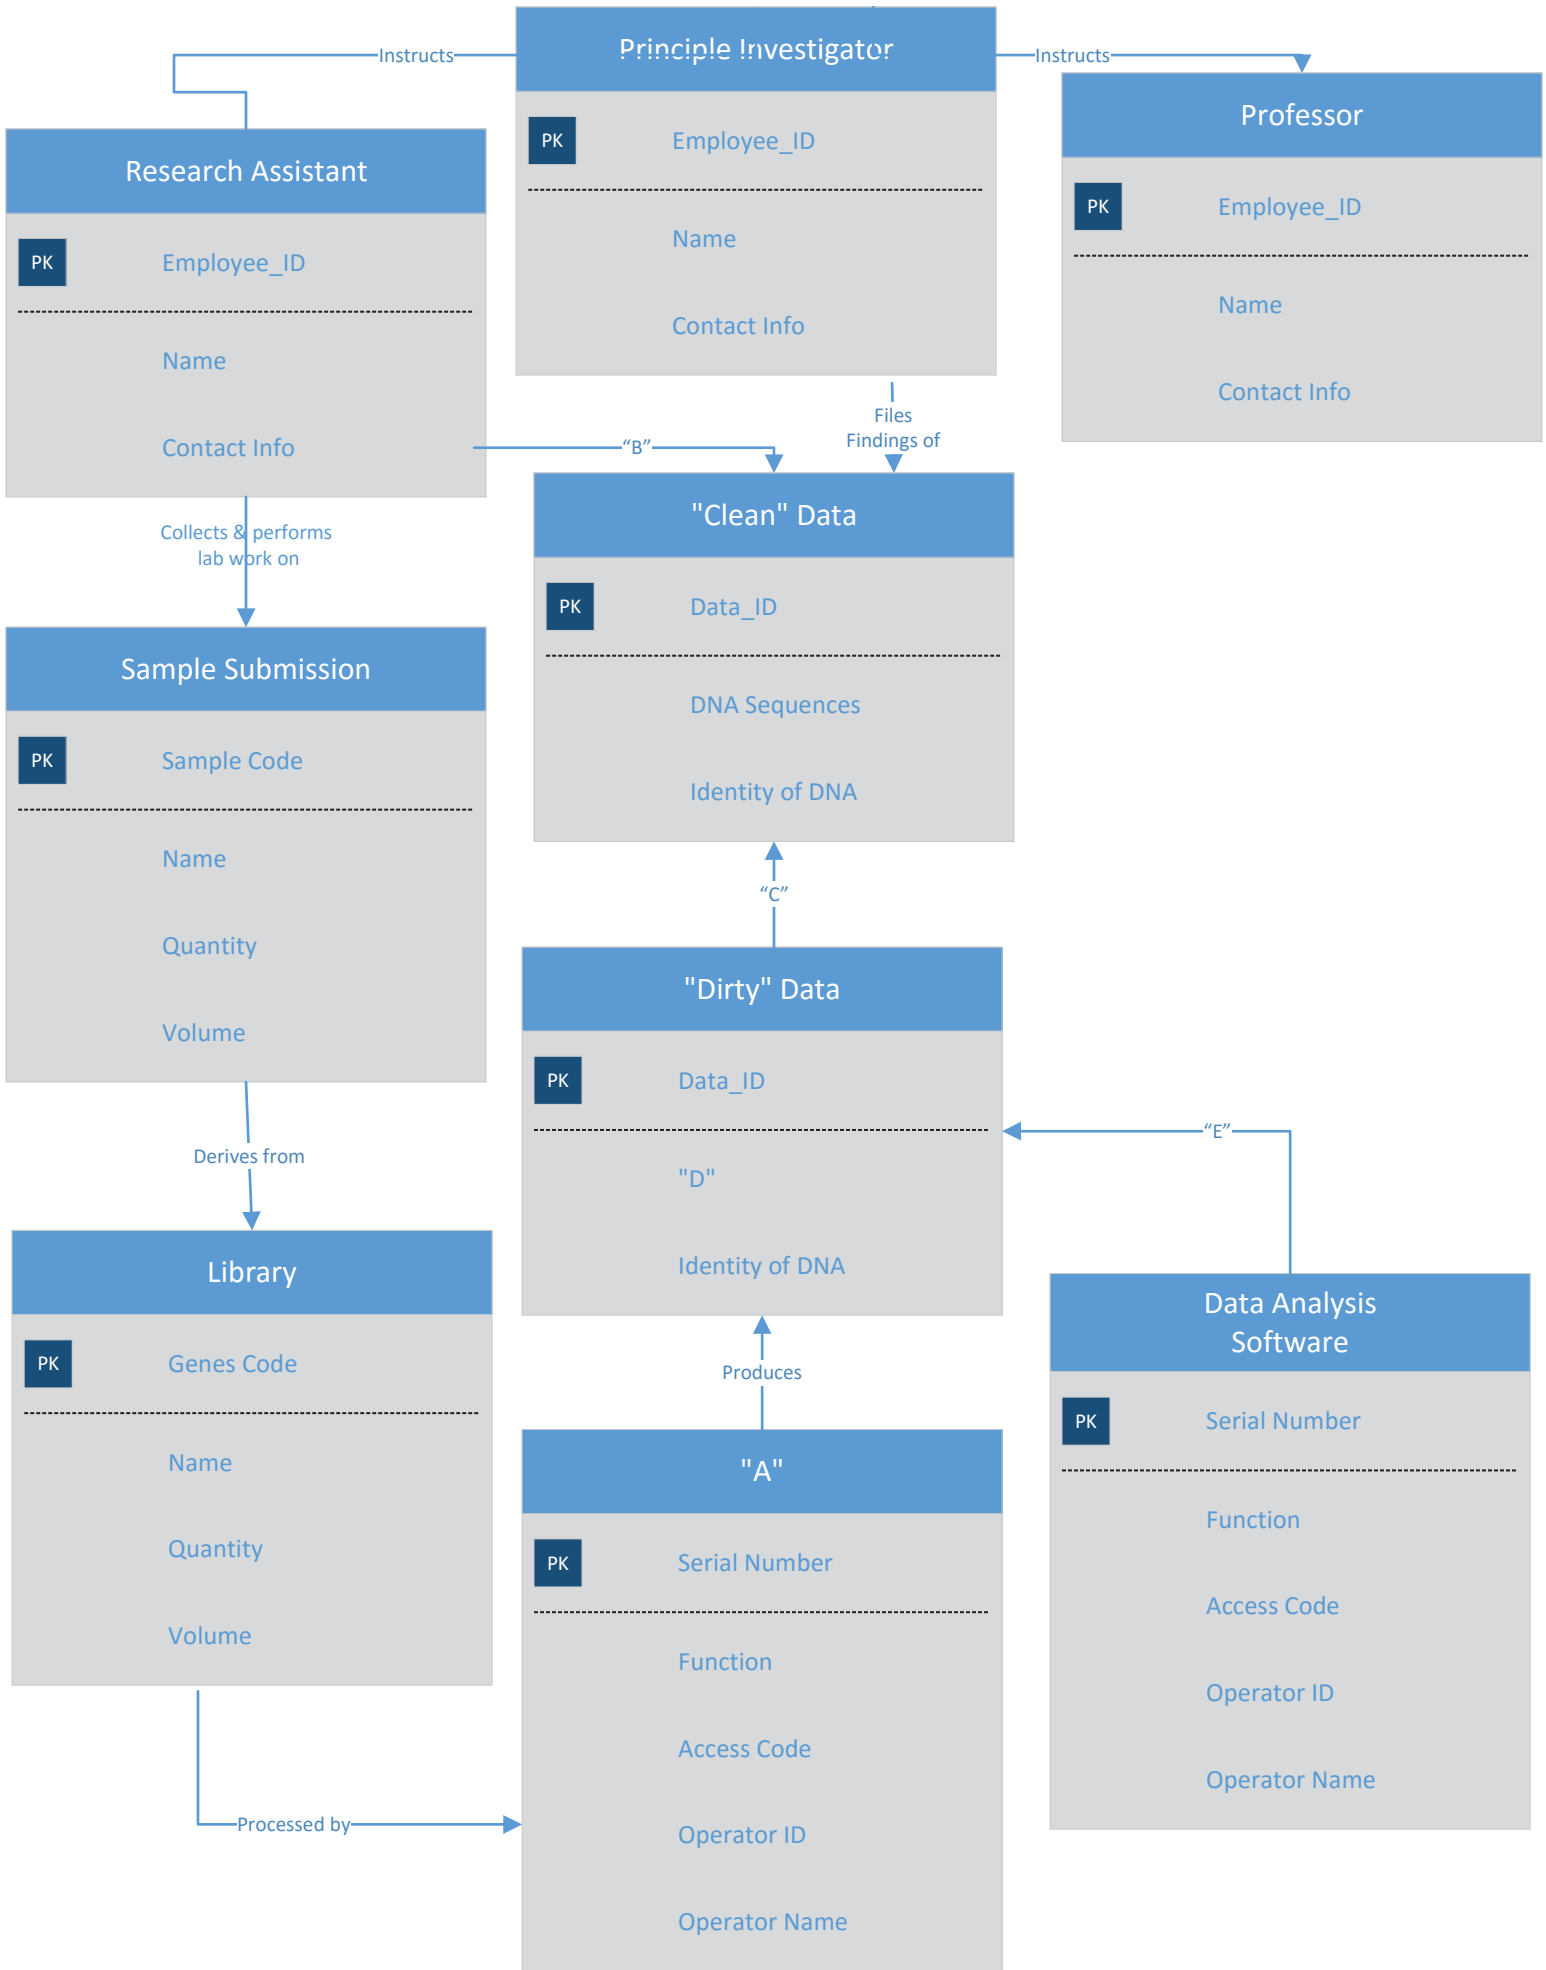 Principle Investigator
PK
Employee_ID
Name
Contact Info
Instructs
Instructs
Professor
PK
Employee_ID
Name
Contact Info
Research Assistant
PK
Employee_ID
Name
Contact Info
“B”
Files
Findings of
Collects & performs
lab work on
"Clean" Data
PK
Data_ID
DNA Sequences
Identity of DNA
Sample Submission
PK
Sample Code
Name
Quantity
Volume
“C”
"Dirty" Data
PK
Data_ID
"D"
Identity of DNA
“E”
Derives from
Library
PK
Genes Code
Name
Quantity
Volume
Produces
Data Analysis
Software
PK
Serial Number
Function
Access Code
Operator ID
Operator Name
"A"
PK
Serial Number
Function
Access Code
Operator ID
Operator Name
Processed by